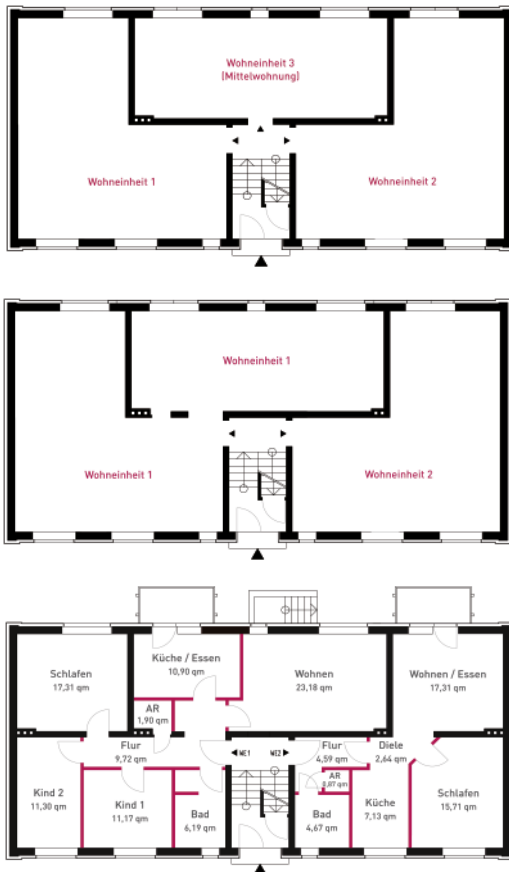 Wohneinheit 3
(Mittelwohnung)
Wohneinheit 1
Wohneinheit 2
Wohneinheit 1
Wohneinheit 1
Wohneinheit 2
Küche / Essen
10,90 qm
Schlafen
17,31 qm
Wohnen
23,18 qm
Wohnen / Essen
17,31 qm
AR
1,90 qm
Flur
9,72 qm
WE1
WE2
Flur
4,59 qm
Diele
2,64 qm
AR
0,87 qm
Kind 2
11,30 qm
Kind 1
11,17 qm
Bad
6,19 qm
Bad
4,67 qm
Küche
7,13 qm
Schlafen
15,71 qm